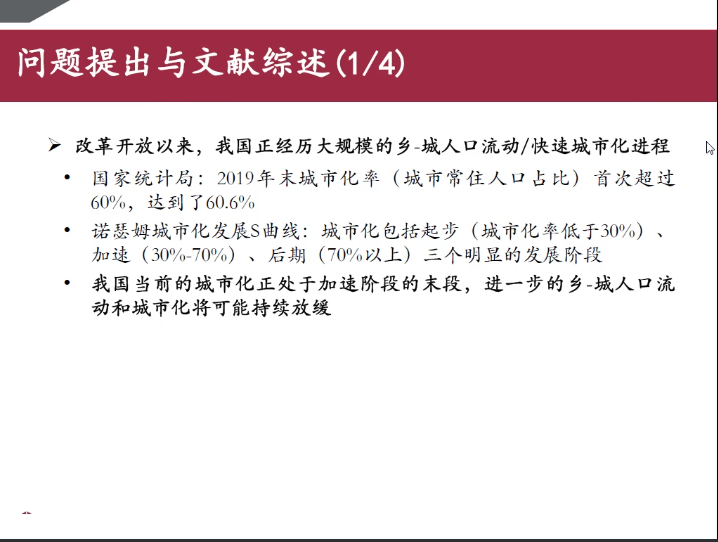 问题提出与文献综述(1/4)
➢ 改革开放以来，我国正经历大规模的乡-城人口流动/快速城市化进程
• 国家统计局：2019年末城市化率（城市常住人口占比）首次超过
60%，达到了60.6%
• 诺瑟姆城市化发展S曲线：城市化包括起步（城市化率低于30%）、
加速（30%-70%）、后期（70%以上）三个明显的发展阶段
• 我国当前的城市化正处于加速阶段的末段，进一步的乡-城人口流
动和城市化将可能持续放缓